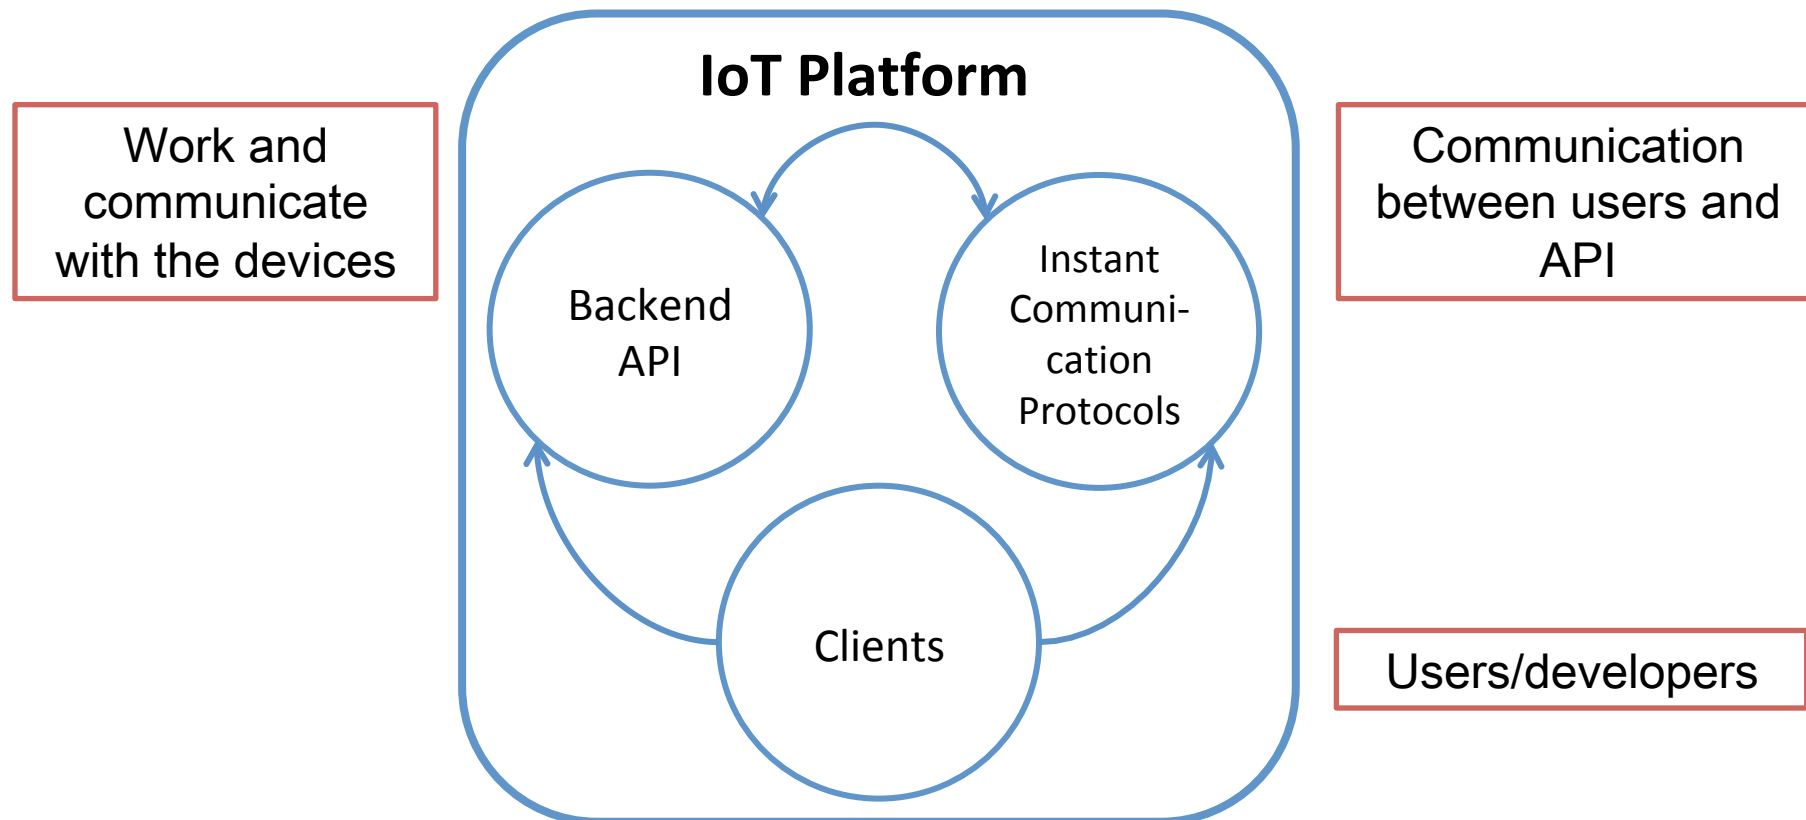 IoT Platform
Work and
communicate
with the devices
Communication
between users and
API
Backend
API
Instant
Communi-
cation
Protocols
Clients
Users/developers